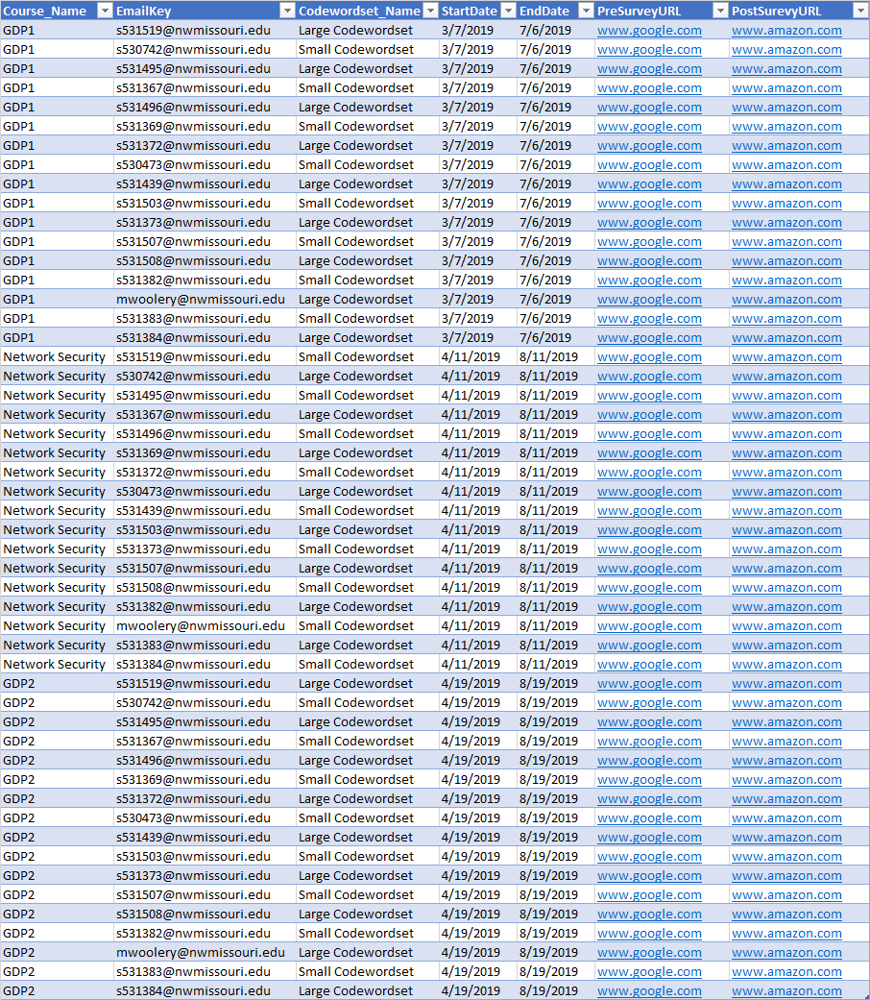 Course_Name EmailKey Codewordset_Name StartDate EndDate PreSurveyURL PostSurevyURL
GDP1 s531519@nwmissouri.edu Large Codewordset 3/7/2019 7/6/2019 www.google.com www.amazon.com
GDP1 s530742@nwmissouri.edu Small Codewordset 3/7/2019 7/6/2019 www.google.com www.amazon.com
GDP1 s531495@nwmissouri.edu Large Codewordset 3/7/2019 7/6/2019 www.google.com www.amazon.com
GDP1 s531367@nwmissouri.edu Small Codewordset 3/7/2019 7/6/2019 www.google.com www.amazon.com
GDP1 s531496@nwmissouri.edu Large Codewordset 3/7/2019 7/6/2019 www.google.com www.amazon.com
GDP1 s531369@nwmissouri.edu Small Codewordset 3/7/2019 7/6/2019 www.google.com www.amazon.com
GDP1 s531372@nwmissouri.edu Large Codewordset 3/7/2019 7/6/2019 www.google.com www.amazon.com
GDP1 s530473@nwmissouri.edu Small Codewordset 3/7/2019 7/6/2019 www.google.com www.amazon.com
GDP1 s531439@nwmissouri.edu Large Codewordset 3/7/2019 7/6/2019 www.google.com www.amazon.com
GDP1 s531503@nwmissouri.edu Small Codewordset 3/7/2019 7/6/2019 www.google.com www.amazon.com
GDP1 s531373@nwmissouri.edu Large Codewordset 3/7/2019 7/6/2019 www.google.com www.amazon.com
GDP1 s531507@nwmissouri.edu Small Codewordset 3/7/2019 7/6/2019 www.google.com www.amazon.com
GDP1 s531508@nwmissouri.edu Large Codewordset 3/7/2019 7/6/2019 www.google.com www.amazon.com
GDP1 s531382@nwmissouri.edu Small Codewordset 3/7/2019 7/6/2019 www.google.com www.amazon.com
GDP1 mwoolery@nwmissouri.edu Large Codewordset 3/7/2019 7/6/2019 www.google.com www.amazon.com
GDP1 s531383@nwmissouri.edu Small Codewordset 3/7/2019 7/6/2019 www.google.com www.amazon.com
GDP1 s531384@nwmissouri.edu Large Codewordset 3/7/2019 7/6/2019 www.google.com www.amazon.com
Network Security s531519@nwmissouri.edu Small Codewordset 4/11/2019 8/11/2019 www.google.com www.amazon.com
Network Security s530742@nwmissouri.edu Large Codewordset 4/11/2019 8/11/2019 www.google.com www.amazon.com
Network Security s531495@nwmissouri.edu Small Codewordset 4/11/2019 8/11/2019 www.google.com www.amazon.com
Network Security s531367@nwmissouri.edu Large Codewordset 4/11/2019 8/11/2019 www.google.com www.amazon.com
Network Security s531496@nwmissouri.edu Small Codewordset 4/11/2019 8/11/2019 www.google.com www.amazon.com
Network Security s531369@nwmissouri.edu Large Codewordset 4/11/2019 8/11/2019 www.google.com www.amazon.com
Network Security s531372@nwmissouri.edu Small Codewordset 4/11/2019 8/11/2019 www.google.com www.amazon.com
Network Security s530473@nwmissouri.edu Large Codewordset 4/11/2019 8/11/2019 www.google.com www.amazon.com
Network Security s531439@nwmissouri.edu Small Codewordset 4/11/2019 8/11/2019 www.google.com www.amazon.com
Network Security s531503@nwmissouri.edu Large Codewordset 4/11/2019 8/11/2019 www.google.com www.amazon.com
Network Security s531373@nwmissouri.edu Small Codewordset 4/11/2019 8/11/2019 www.google.com www.amazon.com
Network Security s531507@nwmissouri.edu Large Codewordset 4/11/2019 8/11/2019 www.google.com www.amazon.com
Network Security s531508@nwmissouri.edu Small Codewordset 4/11/2019 8/11/2019 www.google.com www.amazon.com
Network Security s531382@nwmissouri.edu Large Codewordset 4/11/2019 8/11/2019 www.google.com www.amazon.com
Network Security mwoolery@nwmissouri.edu Small Codewordset 4/11/2019 8/11/2019 www.google.com www.amazon.com
Network Security s531383@nwmissouri.edu Large Codewordset 4/11/2019 8/11/2019 www.google.com www.amazon.com
Network Security s531384@nwmissouri.edu Small Codewordset 4/11/2019 8/11/2019 www.google.com www.amazon.com
GDP2 s531519@nwmissouri.edu Large Codewordset 4/19/2019 8/19/2019 www.google.com www.amazon.com
GDP2 s530742@nwmissouri.edu Small Codewordset 4/19/2019 8/19/2019 www.google.com www.amazon.com
GDP2 s531495@nwmissouri.edu Large Codewordset 4/19/2019 8/19/2019 www.google.com www.amazon.com
GDP2 s531367@nwmissouri.edu Small Codewordset 4/19/2019 8/19/2019 www.google.com www.amazon.com
GDP2 s531496@nwmissouri.edu Large Codewordset 4/19/2019 8/19/2019 www.google.com www.amazon.com
GDP2 s531369@nwmissouri.edu Small Codewordset 4/19/2019 8/19/2019 www.google.com www.amazon.com
GDP2 s531372@nwmissouri.edu Large Codewordset 4/19/2019 8/19/2019 www.google.com www.amazon.com
GDP2 s530473@nwmissouri.edu Small Codewordset 4/19/2019 8/19/2019 www.google.com www.amazon.com
GDP2 s531439@nwmissouri.edu Large Codewordset 4/19/2019 8/19/2019 www.google.com www.amazon.com
GDP2 s531503@nwmissouri.edu Small Codewordset 4/19/2019 8/19/2019 www.google.com www.amazon.com
GDP2 s531373@nwmissouri.edu Large Codewordset 4/19/2019 8/19/2019 www.google.com www.amazon.com
GDP2 s531507@nwmissouri.edu Small Codewordset 4/19/2019 8/19/2019 www.google.com www.amazon.com
GDP2 s531508@nwmissouri.edu Large Codewordset 4/19/2019 8/19/2019 www.google.com www.amazon.com
GDP2 s531382@nwmissouri.edu Small Codewordset 4/19/2019 8/19/2019 www.google.com www.amazon.com
GDP2 mwoolery@nwmissouri.edu Large Codewordset 4/19/2019 8/19/2019 www.google.com www.amazon.com
GDP2 s531383@nwmissouri.edu Small Codewordset 4/19/2019 8/19/2019 www.google.com www.amazon.com
GDP2 s531384@nwmissouri.edu Large Codewordset 4/19/2019 8/19/2019 www.google.com www.amazon.com